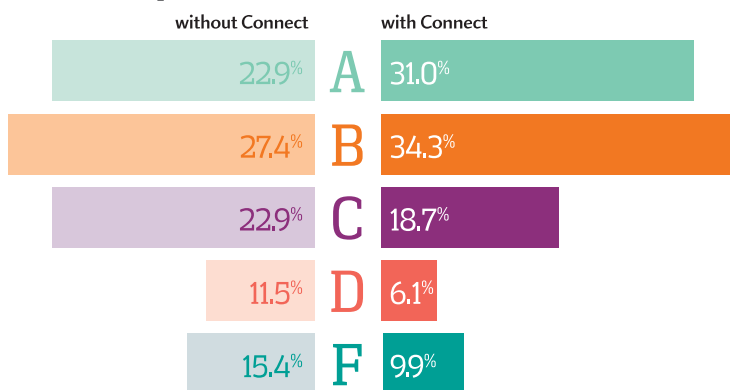 without Connect with Connect
22.9% A 31.0%
27.4% B 34.3%
22.9% C 18.7%
11.5% D 6.1%
15.4% F 9.9%